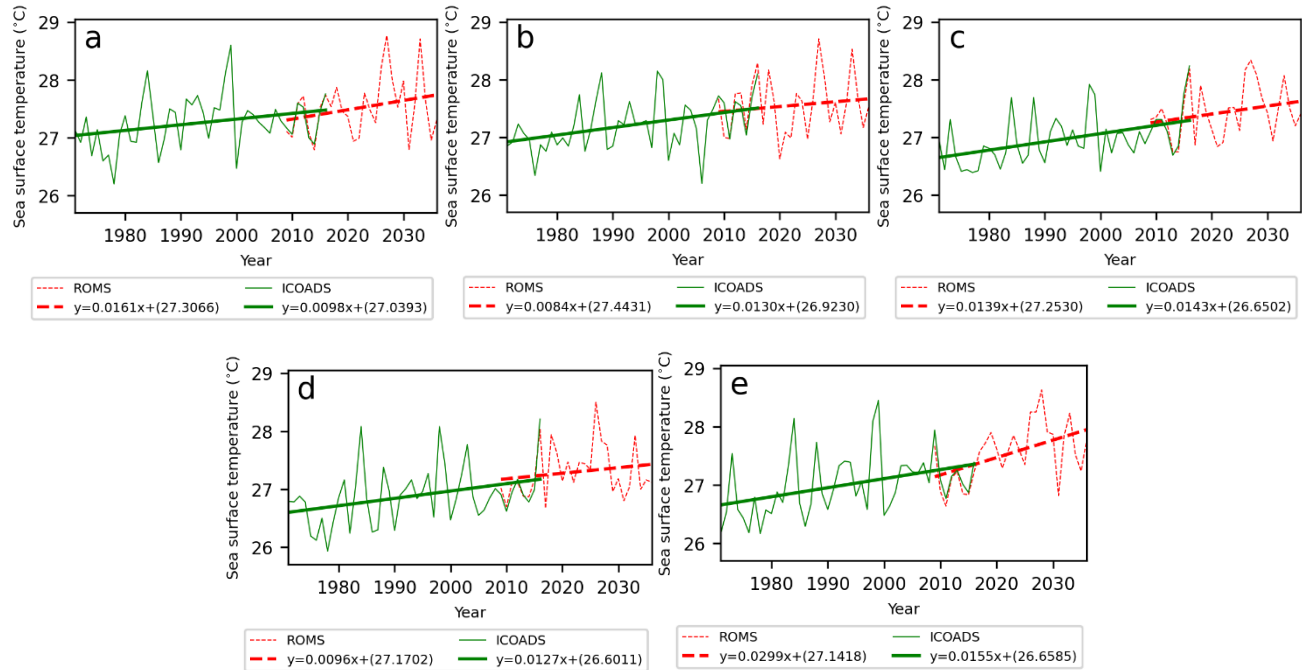 a
Sea surface temperature (°C)
29
28
27
26
1980 1990 2000 2010 2020 2030
Year
ROMS ICOADS
y=0.0161x+(27.3066) y=0.0098x+(27.0393)
b
Sea surface temperature (°C)
29
28
27
26
1980 1990 2000 2010 2020 2030
Year
ROMS ICOADS
y=0.0084x+(27.4431) y=0.0130x+(26.9230)
c
Sea surface temperature (°C)
29
28
27
26
1980 1990 2000 2010 2020 2030
Year
ROMS ICOADS
y=0.0139x+(27.2530) y=0.0143x+(26.6502)
d
Sea surface temperature (°C)
29
28
27
26
1980 1990 2000 2010 2020 2030
Year
ROMS ICOADS
y=0.0096x+(27.1702) y=0.0127x+(26.6011)
e
Sea surface temperature (°C)
29
28
27
26
1980 1990 2000 2010 2020 2030
Year
ROMS ICOADS
y=0.0299x+(27.1418) y=0.0155x+(26.6585)